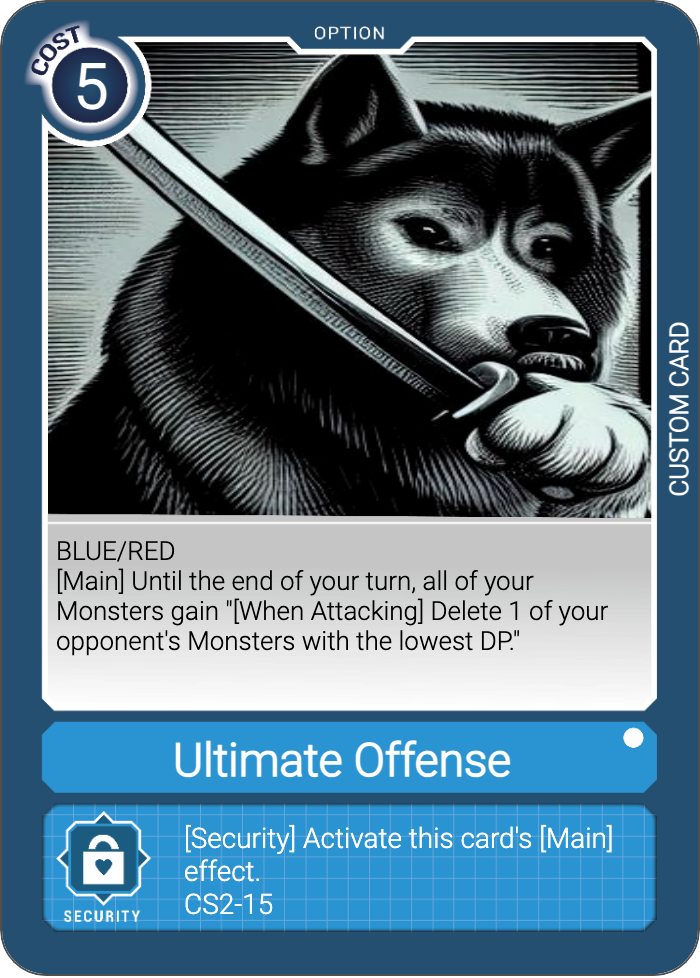 OPTION
COST
5
CUSTOM CARD
BLUE/RED
[Main] Until the end of your turn, all of your
Monsters gain "[When Attacking] Delete 1 of your
opponent's Monsters with the lowest DP."
Ultimate Offense
[Security] Activate this card's [Main]
effect.
CS2-15
SECURITY